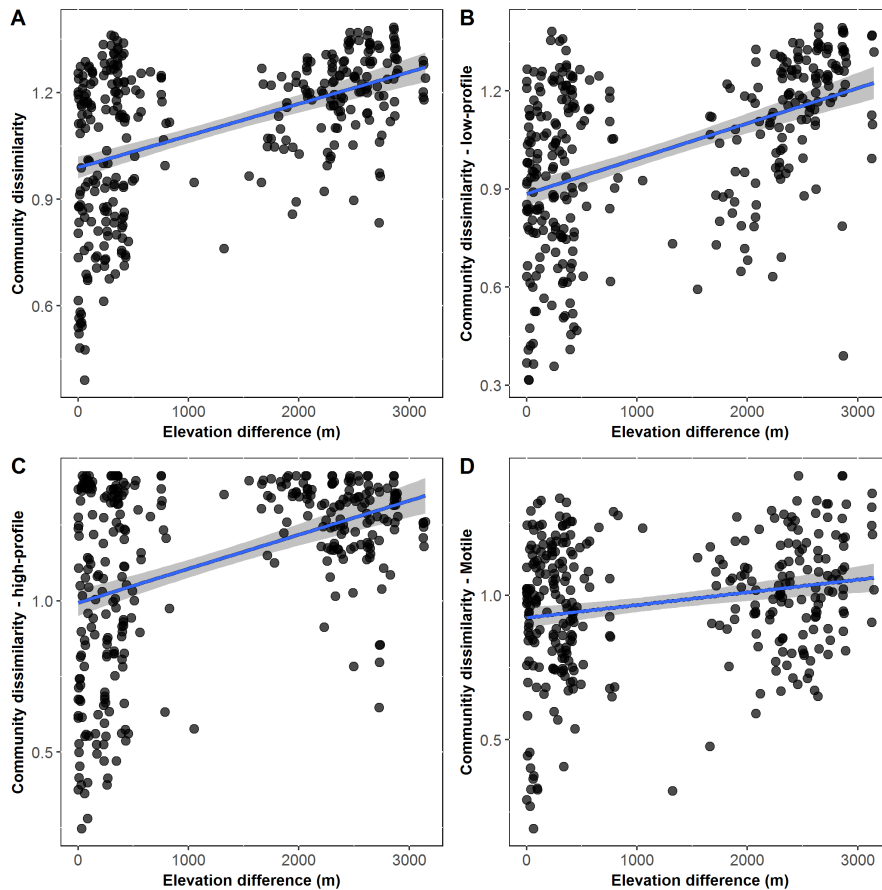 A
Community dissimilarity
1.2
0.9
0.6
0
1000
2000
3000
Elevation difference (m)
B
Community dissimilarity - low-profile
1.2
0.9
0.6
0.3
0
1000
2000
3000
Elevation difference (m)
C
Community dissimilarity - high-profile
1.0
0.5
0
1000
2000
3000
Elevation difference (m)
D
Community dissimilarity - Motile
1.0
0.5
0
1000
2000
3000
Elevation difference (m)